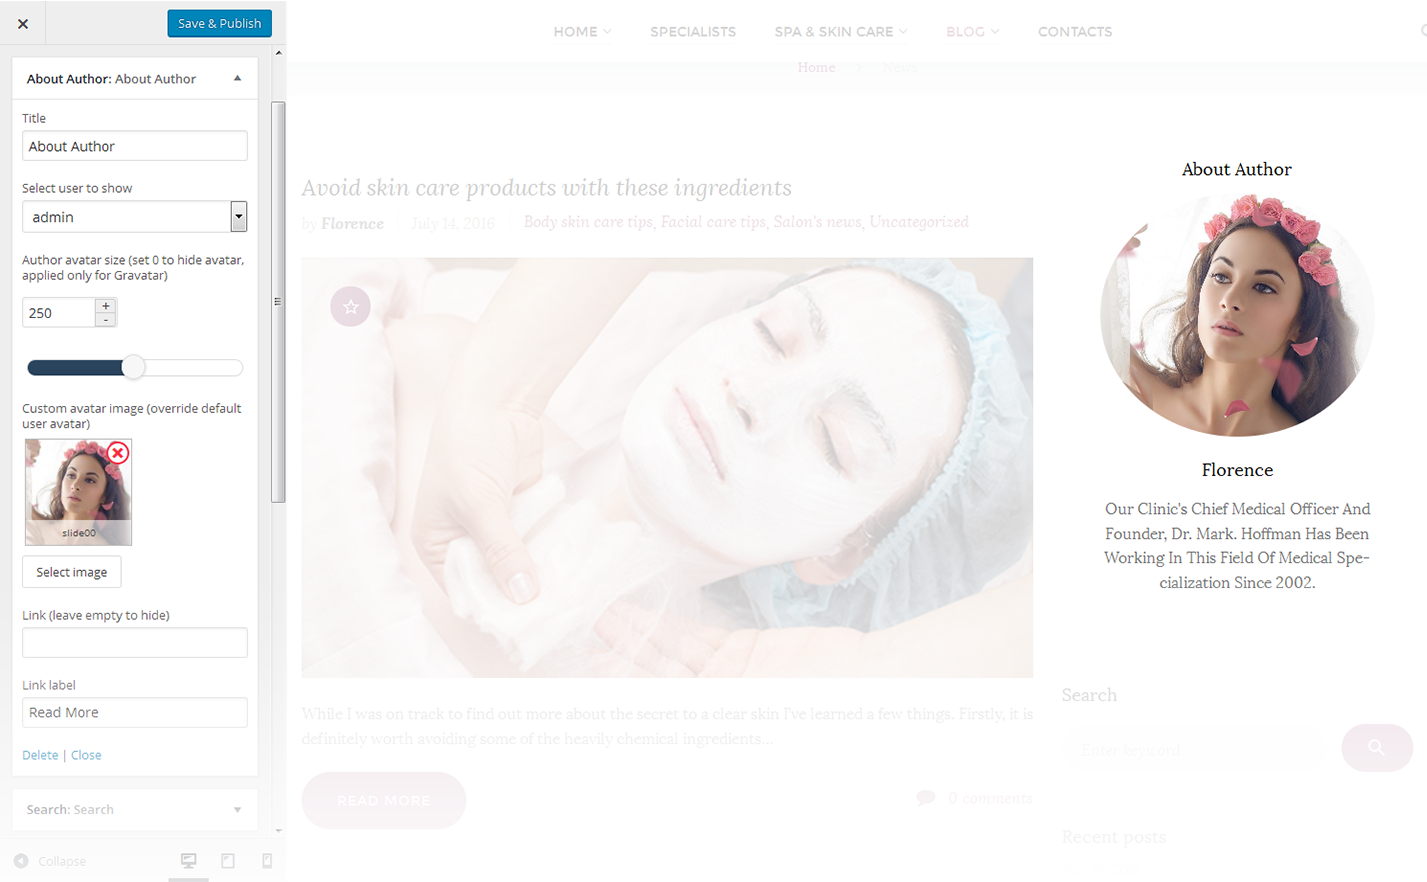 Save & Publish
About Author: About Author
Title
About Author
Select user to show
admin
Author avatar size (set 0 to hide avatar,
applied only for Gravatar)
250
+
-
Custom avatar image (override default
user avatar)
slide00
Select image
Link (leave empty to hide)
Link label
Read More
Delete | Close
Search: Search
Collapse
HOME
SPECIALISTS
SPA & SKIN CARE
BLOG
CONTACTS
Home
News
Avoid skin care products with these ingredients
by Florence
July 14, 2016
Body skin care tips, Facial care tips, Salon's news, Uncategorized
While I was on track to find out more about the secret to a clear skin I've learned a few things. Firstly, it is
definitely worth avoiding some of the heavily chemical ingredients...
READ MORE
0 comments
About Author
Florence
Our Clinic's Chief Medical Officer And
Founder, Dr. Mark. Hoffman Has Been
Working In This Field Of Medical Spe-
cialization Since 2002.
Search
Enter keyword
Recent posts